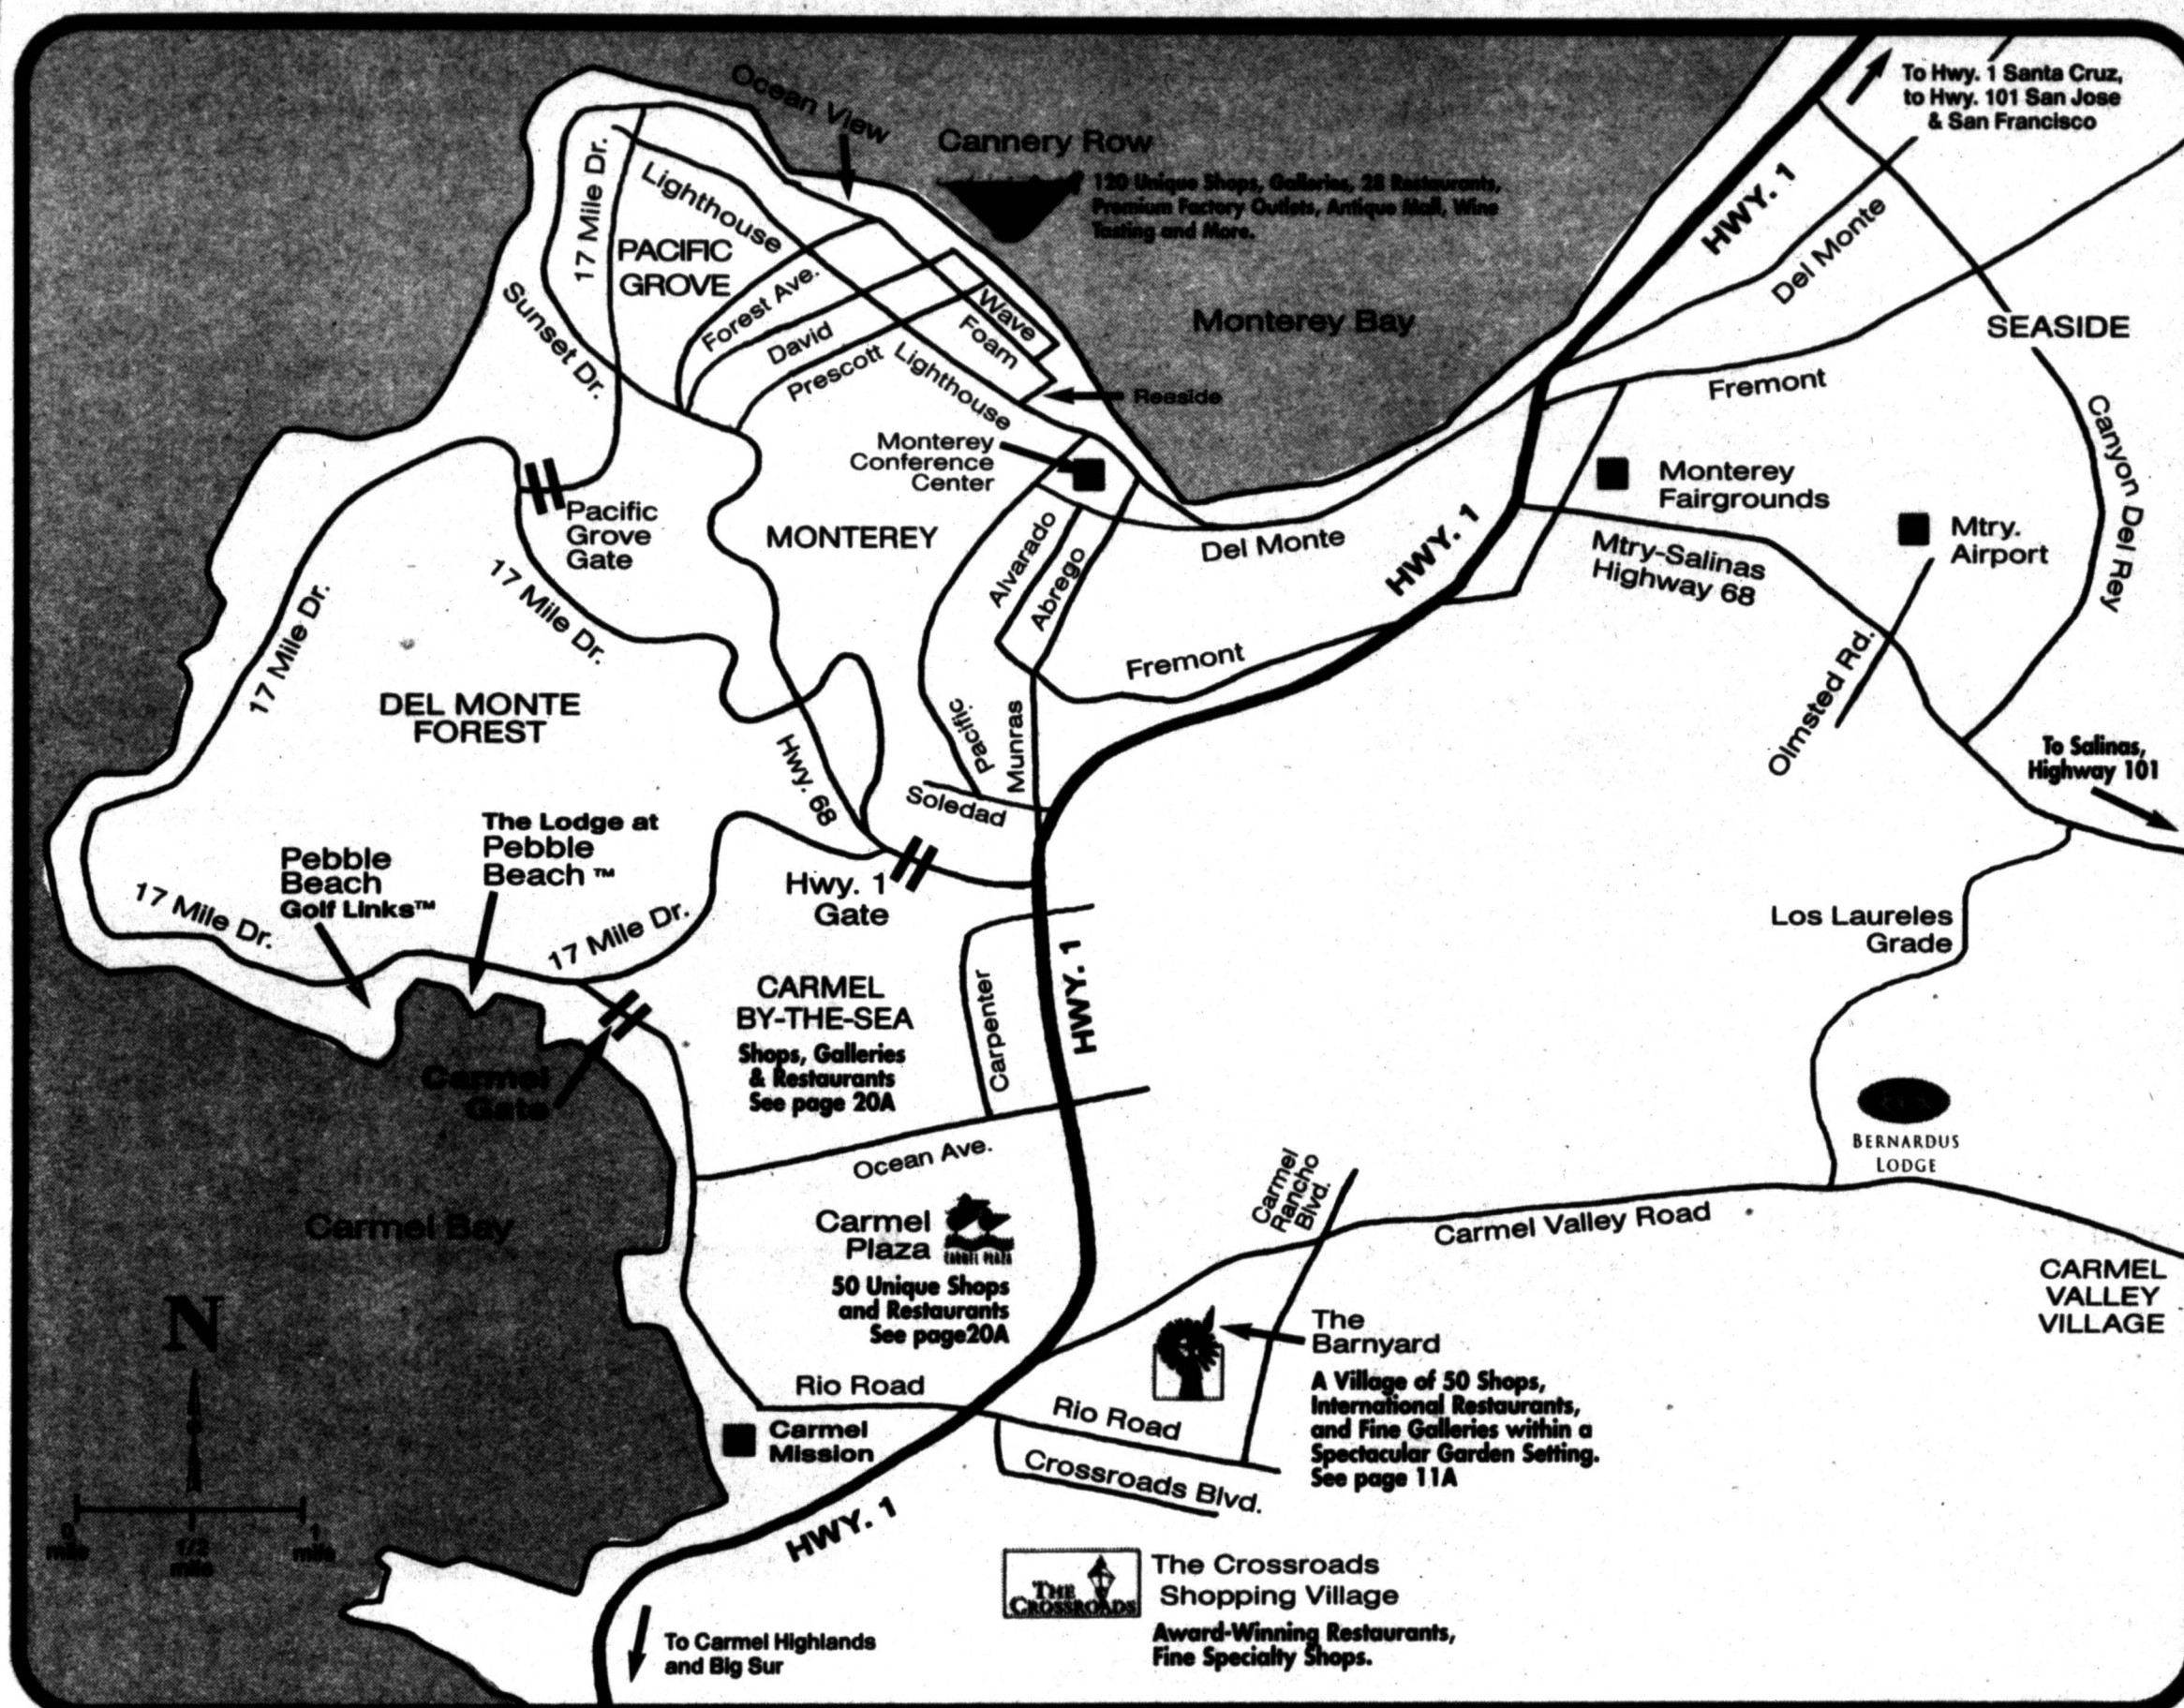 To Hwy. 1 Santa Cruz,
to Hwy. 101 San Jose
& San Francisco
Ocean View
Cannery Row
120 Unique Shops, Galleries, 28 Restaurants,
Premium Factory Outlets, Antique Mall, Wine
Tasting and More.
HWY. 1
Del Monte
17 Mile Dr.
Lighthouse
PACIFIC
GROVE
Forest Ave.
David
Prescott
Lighthouse
Wave
Foam
Sunset Dr.
Monterey Bay
SEASIDE
Fremont
Canyon Del Rey
Reeside
Monterey
Conference
Center
Monterey
Fairgrounds
Mtry.
Airport
Pacific
Grove
Gate
MONTEREY
Alvarado
Abrego
Del Monte
HWY. 1
Mtry-Salinas
Highway 68
17 Mile Dr.
17 Mile Dr.
Fremont
Olmsted Rd.
DEL MONTE
FOREST
Hwy. 68
Pacific
Munras
Soledad
To Salinas,
Highway 101
The Lodge at
Pebble
Beach ™
Pebble
Beach
Golf Links™
17 Mile Dr.
17 Mile Dr.
Hwy. 1
Gate
Los Laureles
Grade
CARMEL
BY-THE-SEA
Shops, Galleries
& Restaurants
See page 20A
Carpenter
HWY. 1
Carmel
Gate
BERNARDUS
LODGE
Ocean Ave.
Carmel
Rancho
Blvd.
Carmel Valley Road
Carmel Bay
Carmel
Plaza
CARMEL PLAZA
50 Unique Shops
and Restaurants
See page20A
CARMEL
VALLEY
VILLAGE
N
The
Barnyard
A Village of 50 Shops,
International Restaurants,
and Fine Galleries within a
Spectacular Garden Setting.
See page 11A
Rio Road
Rio Road
Carmel
Mission
Crossroads Blvd.
HWY. 1
0
mile
1/2
mile
1
mile
THE
CROSSROADS
The Crossroads
Shopping Village
Award-Winning Restaurants,
Fine Specialty Shops.
To Carmel Highlands
and Big Sur